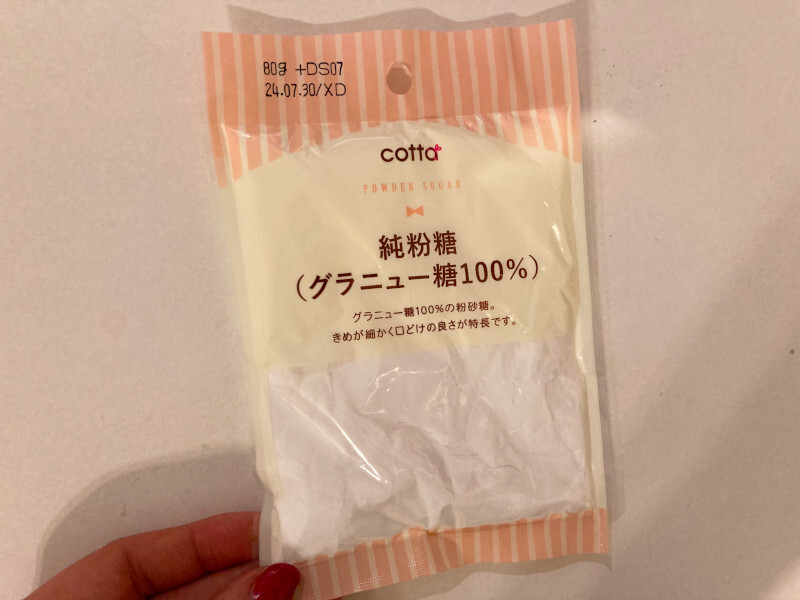 80g +DS07
24.07.30/XD
cotta
POWDER SUGAR
純粉糖
(グラニュー糖100%)
グラニュー糖100%の粉砂糖。
きめが細かく口どけの良さが特長です。